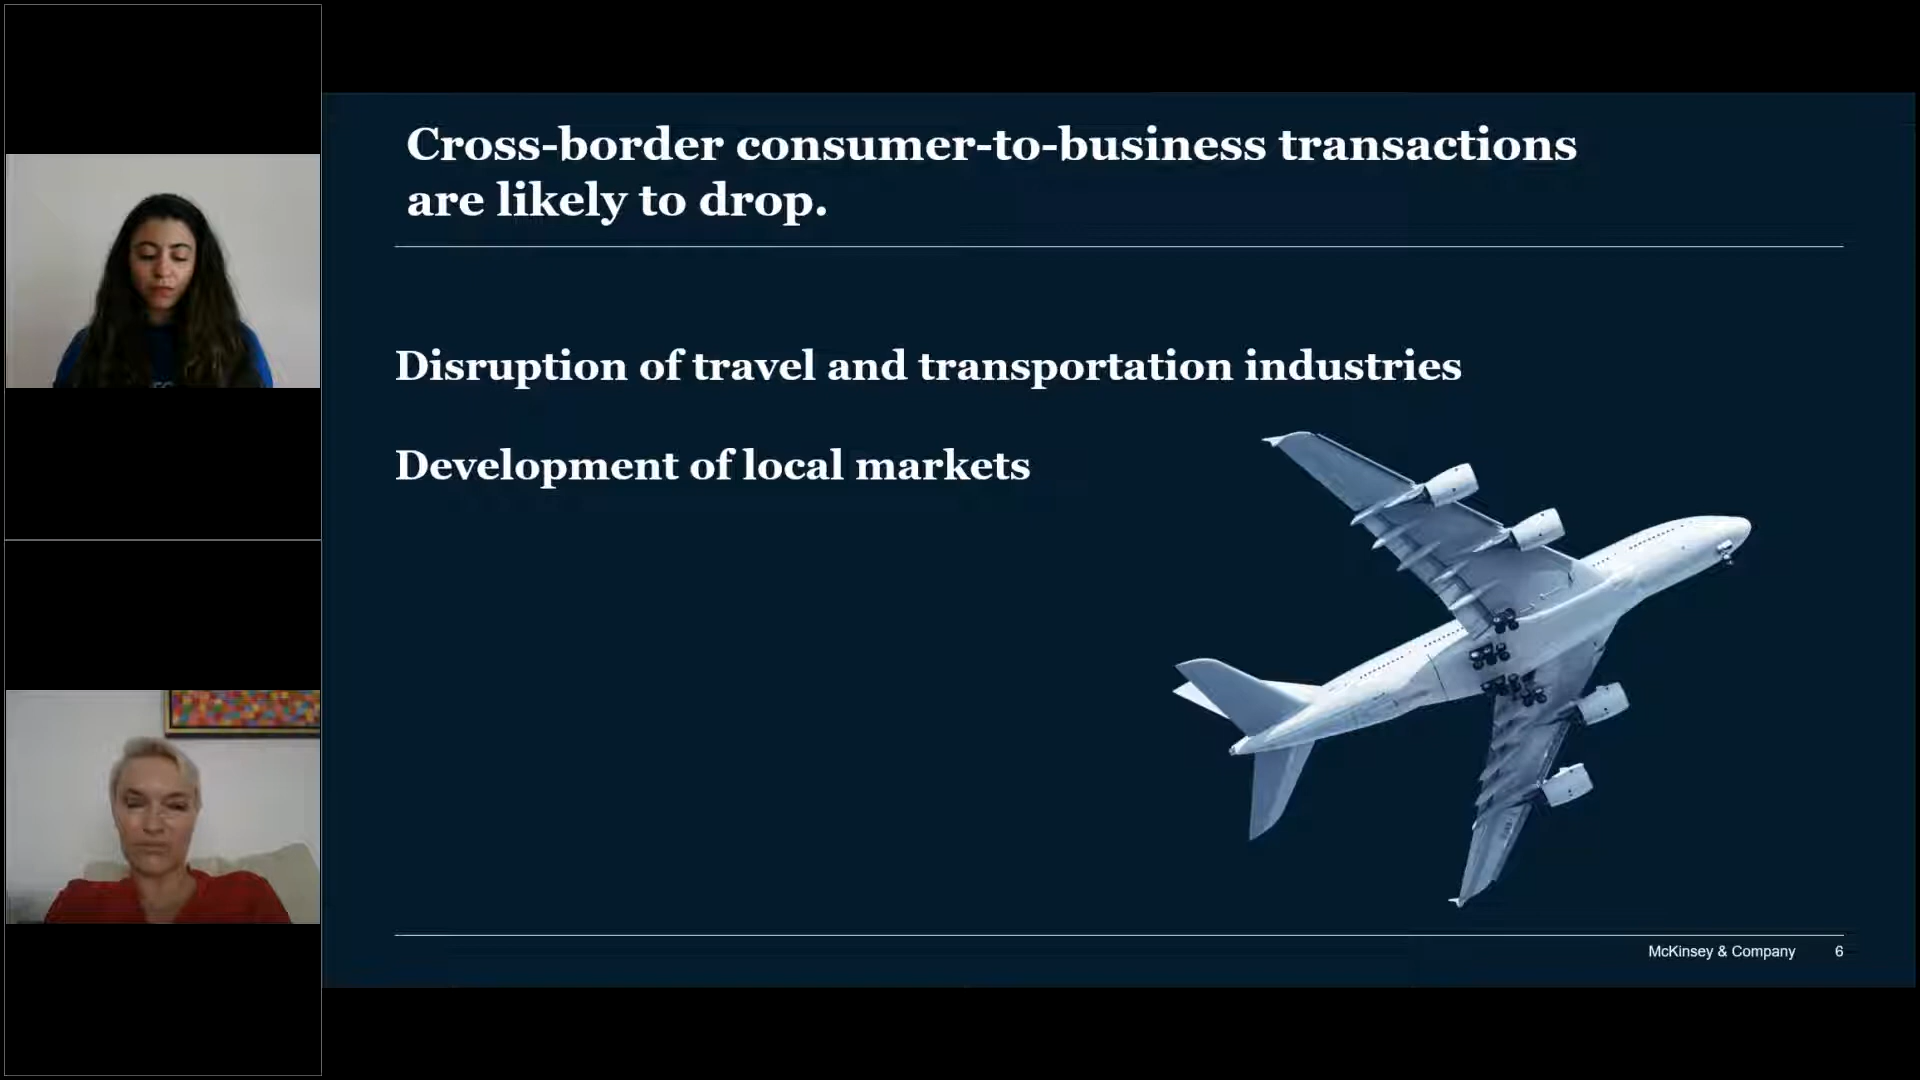 Cross-border consumer-to-business transactions
are likely to drop.
Disruption of travel and transportation industries
Development of local markets
McKinsey & Company 6